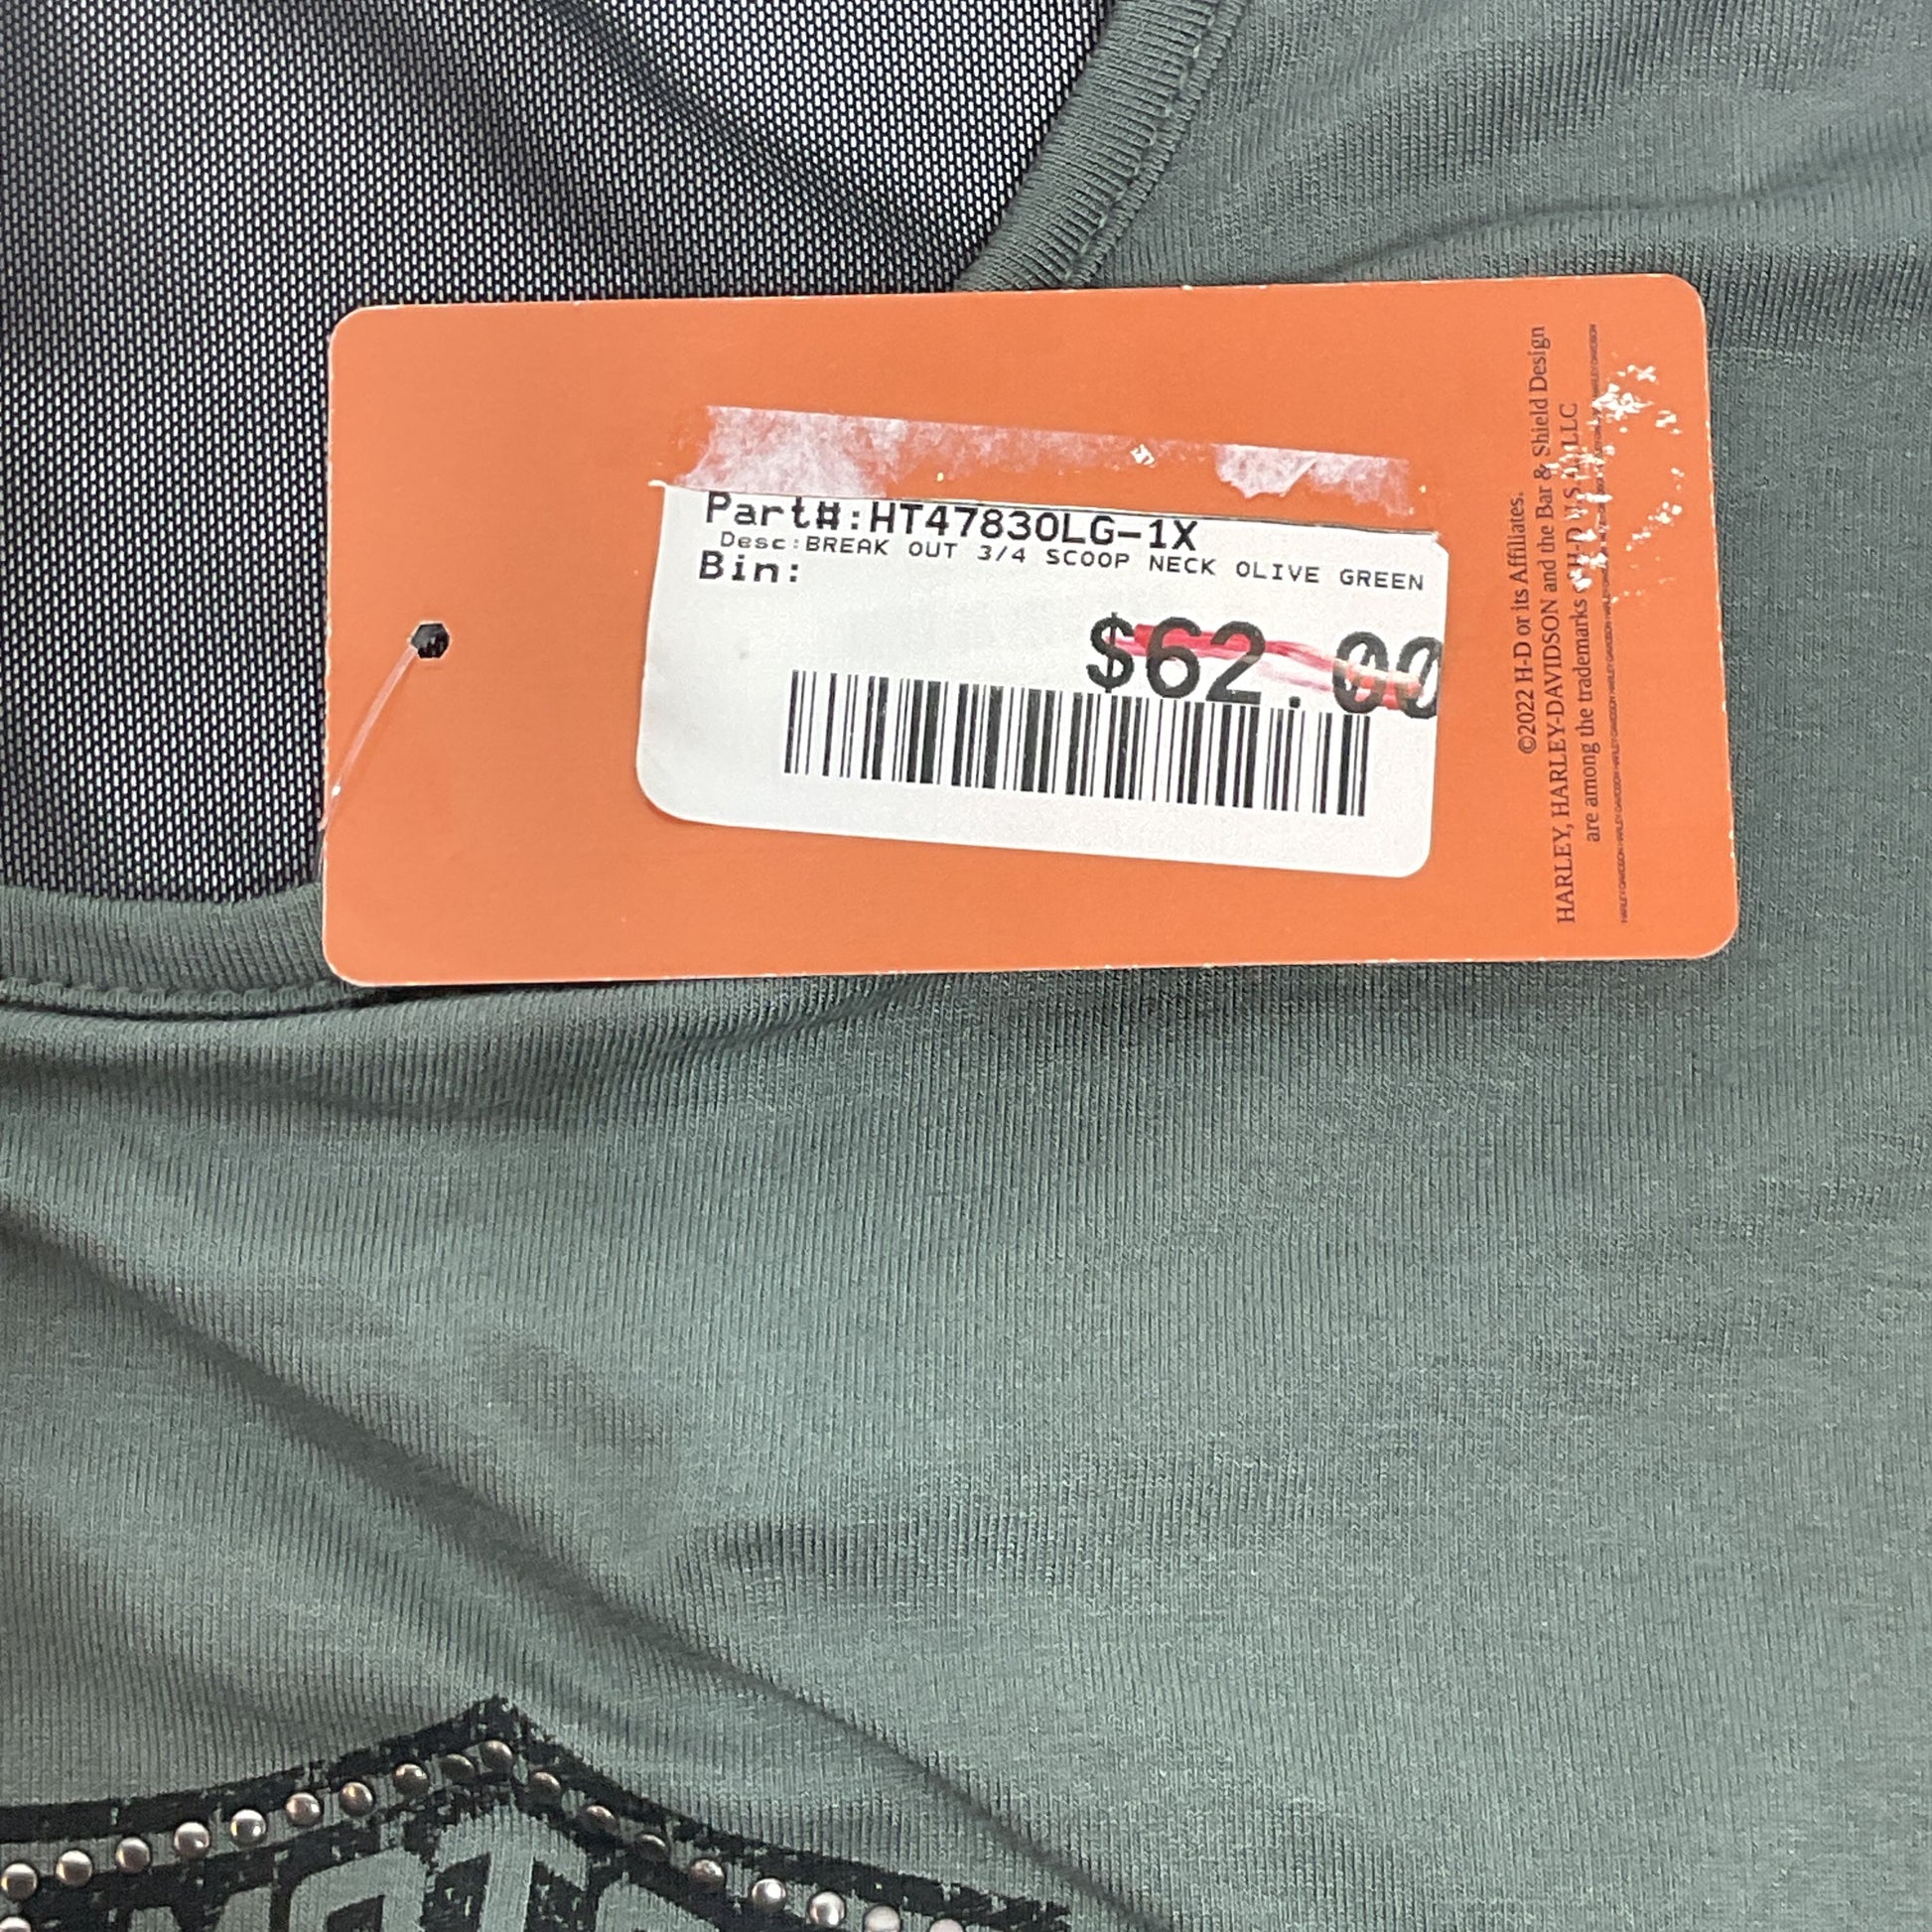 Part#:HT47830LG-1X
Desc:BREAK OUT 3/4 SCOOP NECK OLIVE GREEN
Bin:
$62.00
©2022 H-D or its Affiliates.
HARLEY, HARLEY-DAVIDSON and the Bar & Shield Design
are among the trademarks H-D U.S.A., LLC